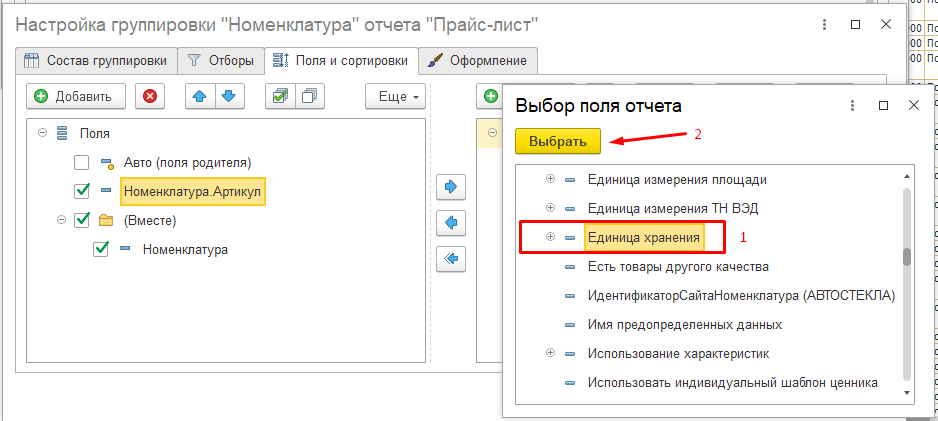 Настройка группировки "Номенклатура" отчета "Прайс-лист"
Состав группировки
Отборы
Поля и сортировки
Оформление
Добавить
Еще
Поля
Авто (поля родителя)
Номенклатура.Артикул
(Вместе)
Номенклатура
Выбор поля отчета
Выбрать
2
Единица измерения площади
Единица измерения ТН ВЭД
Единица хранения
1
Есть товары другого качества
ИдентификаторСайтаНоменклатура (АВТОСТЕКЛА)
Имя предопределенных данных
Использование характеристик
Использовать индивидуальный шаблон ценника